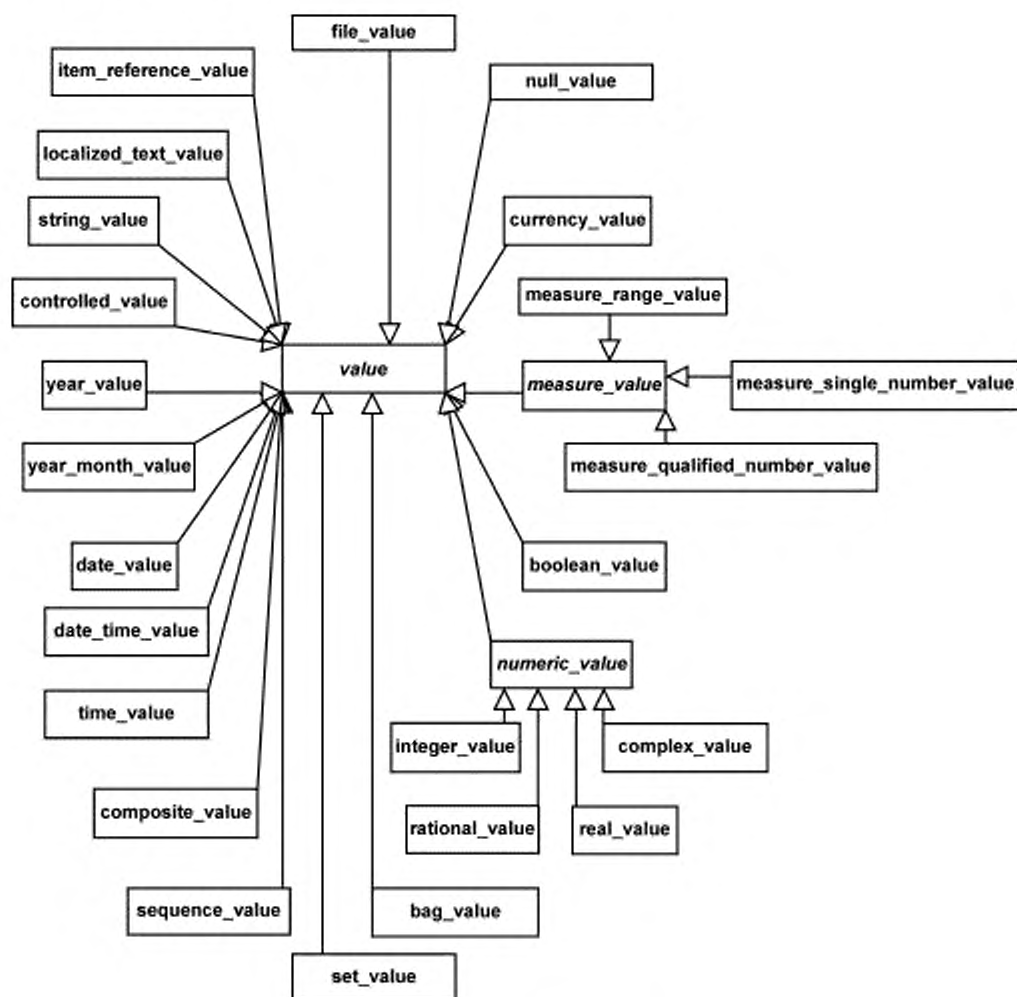 file_value
item_reference_value
null_value
localized_text_value
string_value
currency_value
controlled_value
measure_range_value
value
year_value
measure_value
measure_single_number_value
year_month_value
measure_qualified_number_value
date_value
boolean_value
date_time_value
numeric_value
time_value
integer_value
complex_value
composite_value
rational_value
real_value
sequence_value
bag_value
set_value